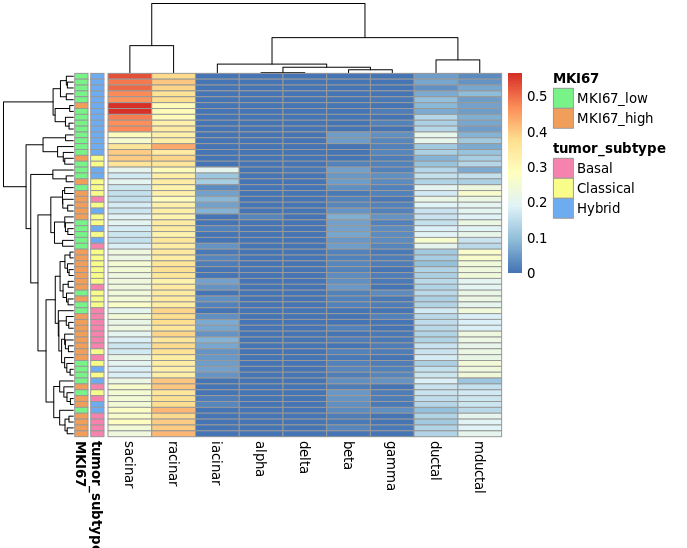 MKI67
MKI67_low
MKI67_high
tumor_subtype
Basal
Classical
Hybrid
0.5
0.4
0.3
0.2
0.1
0
MKI67
tumor_subtype
sacinar
racinar
iacinar
alpha
delta
beta
gamma
ductal
mductal